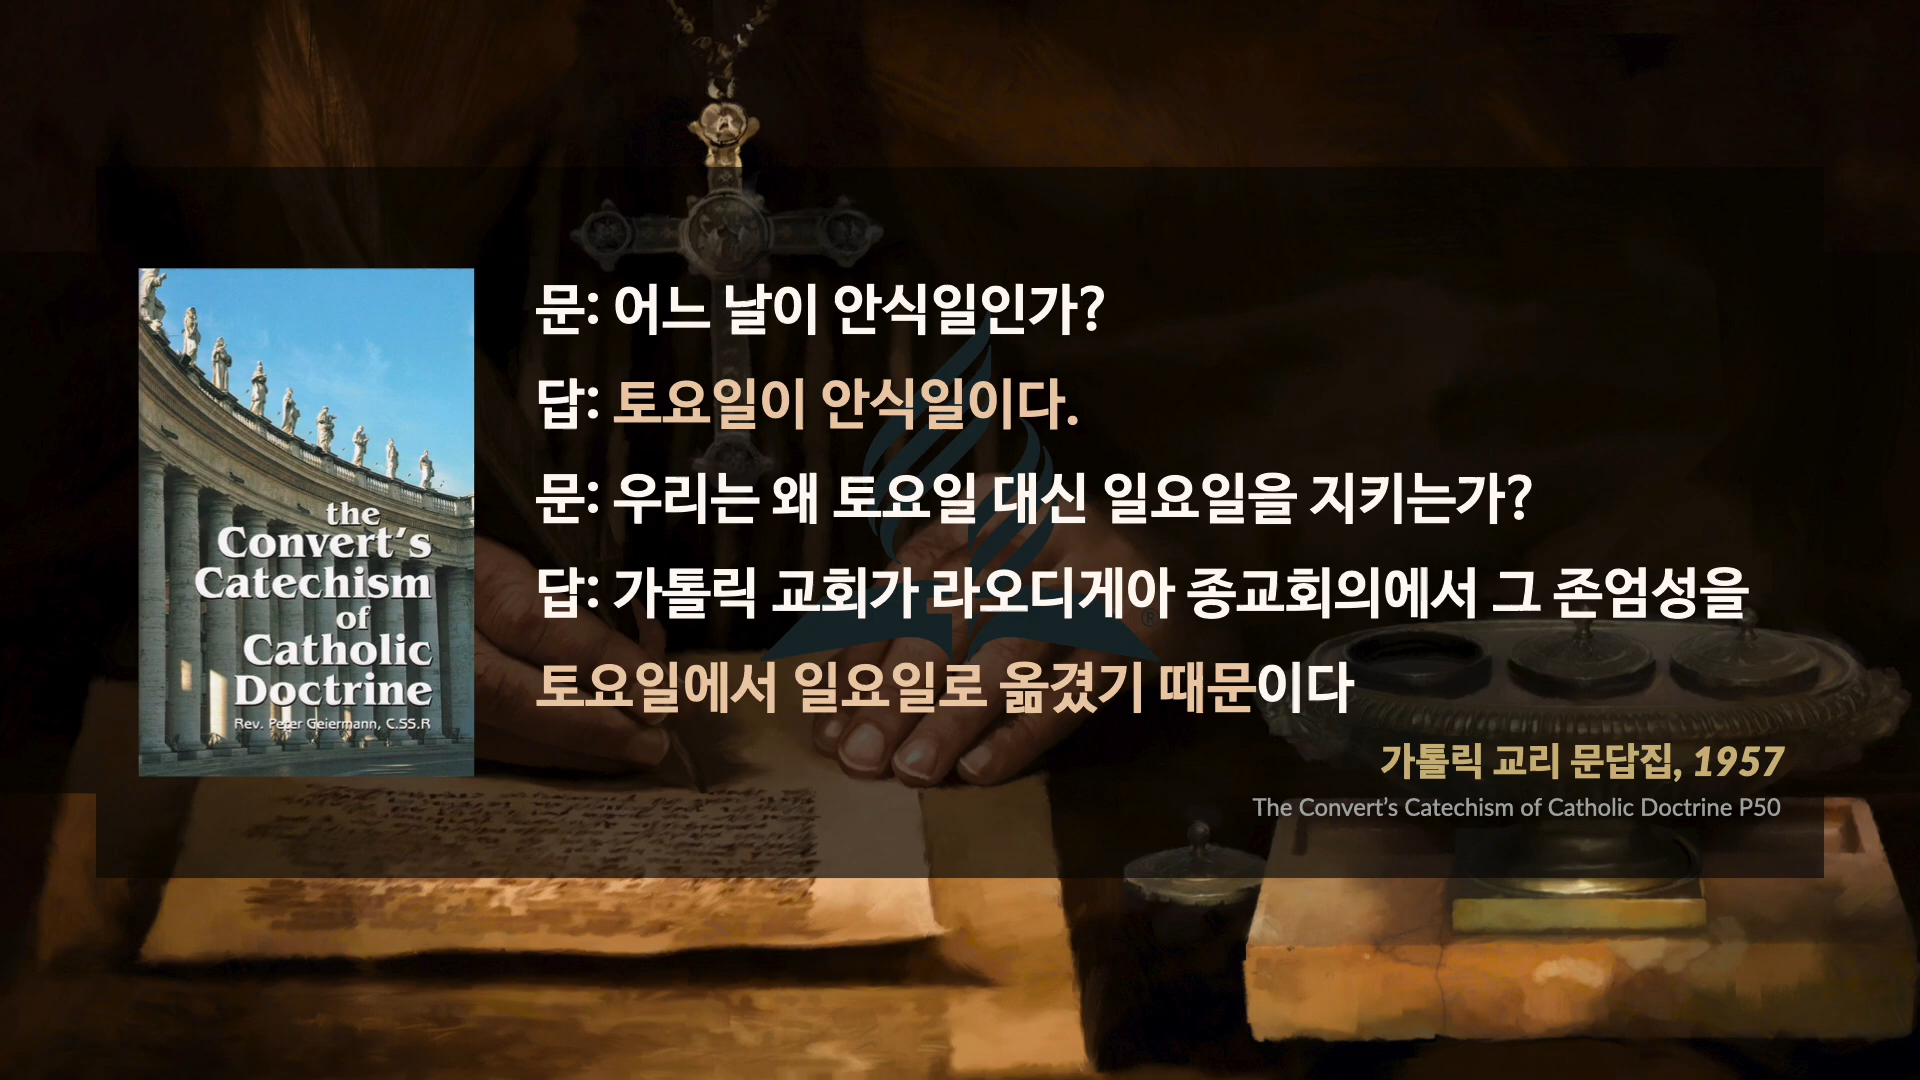 the
Convert's
Catechism
of
Catholic
Doctrine
Rev. Peter Geiermann, C.SS.R
문: 어느 날이 안식일인가?
답: 토요일이 안식일이다.
문: 우리는 왜 토요일 대신 일요일을 지키는가?
답: 가톨릭 교회가 라오디게아 종교회의에서 그 존엄성을
토요일에서 일요일로 옮겼기 때문이다
®
가톨릭 교리 문답집, 1957
The Convert's Catechism of Catholic Doctrine P50